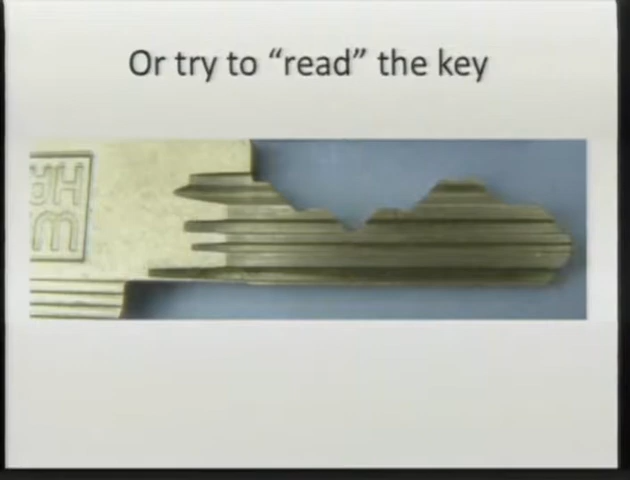 Or try to “read” the key